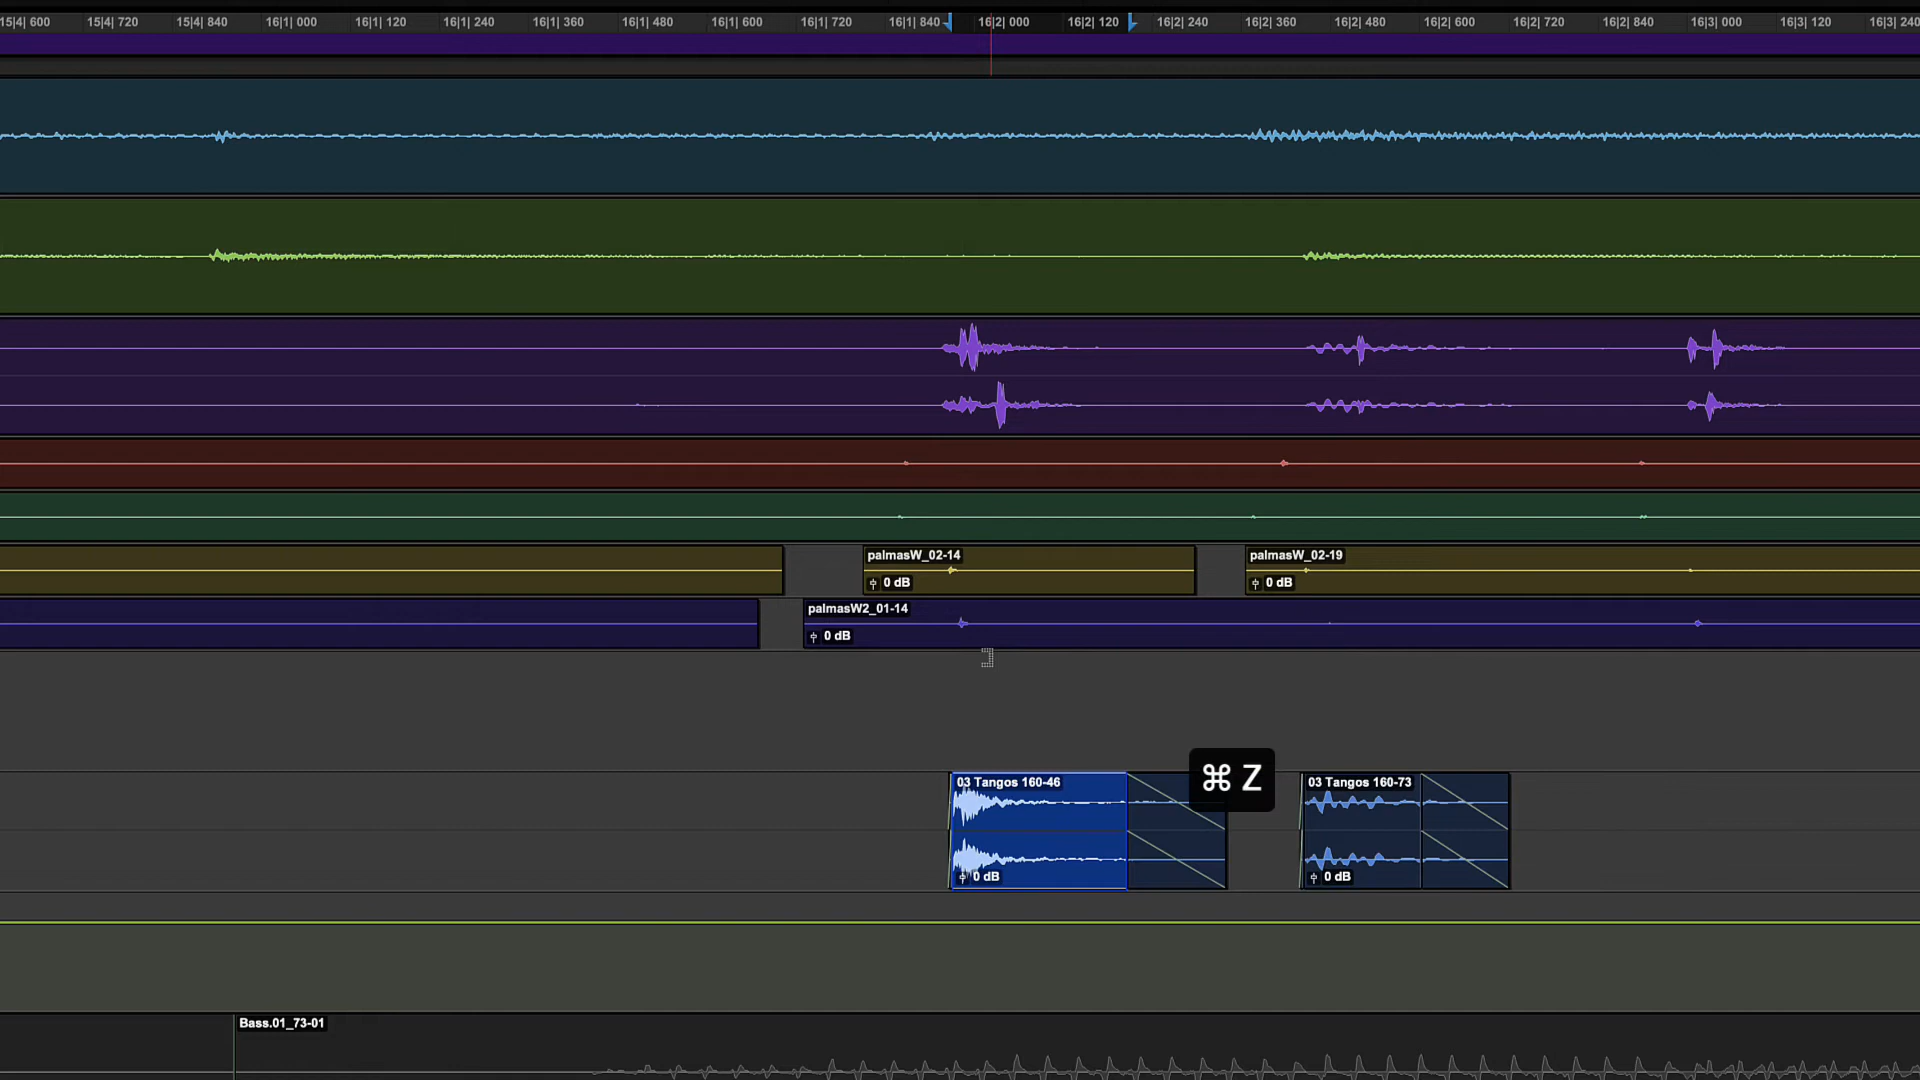 15|4| 600 15|4| 720 15|4| 840 16|1| 000 16|1| 120 16|1| 240 16|1| 360 16|1| 480 16|1| 600 16|1| 720 16|1| 840 16|2| 000 16|2| 120 16|2| 240 16|2| 360 16|2| 480 16|2| 600 16|2| 720 16|2| 840 16|3| 000 16|3| 120 16|3| 240
palmasW_02-14 palmasW_02-19
0 dB 0 dB
palmasW2_01-14
0 dB
03 Tangos 160-46 ⌘ Z 03 Tangos 160-73
0 dB 0 dB
Bass.01_73-01